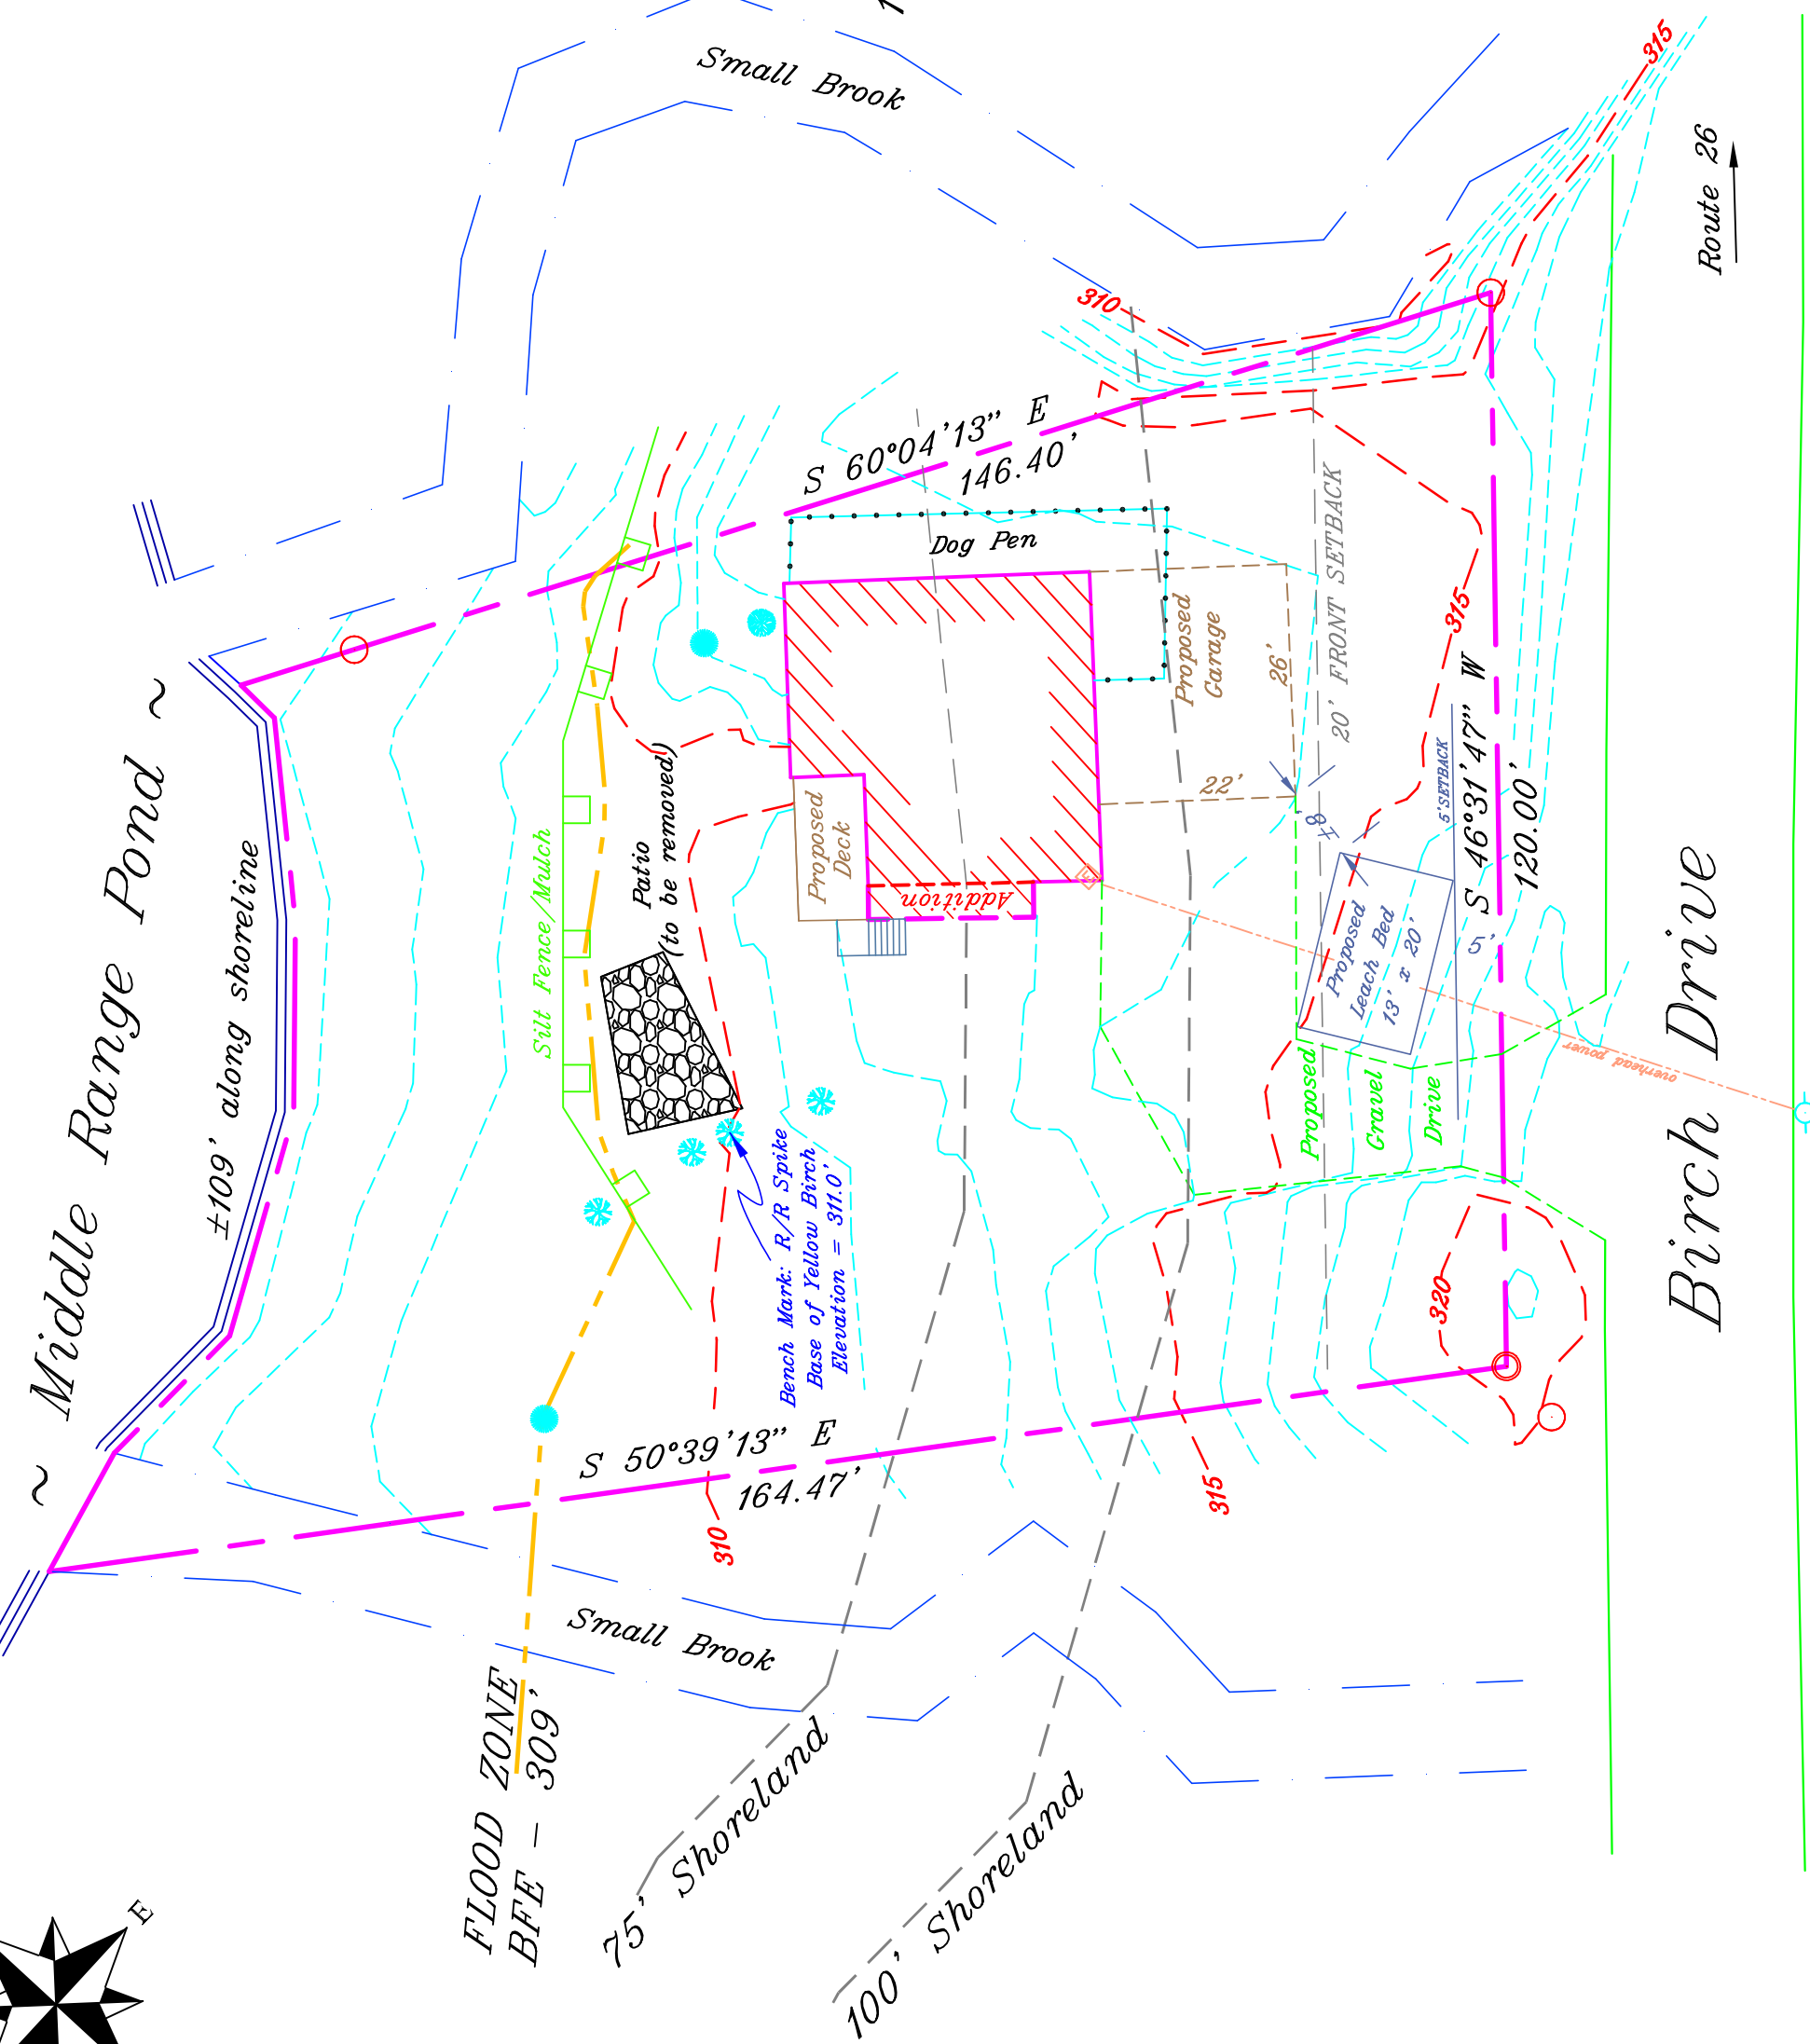 ~ Middle Range Pond ~
±109' along shoreline
Small Brook
Route 26
310
315
S 60°04'13" E
146.40'
Dog Pen
Proposed
Garage
26'
22'
20' FRONT SETBACK
315
5'SETBACK
S 46°31'47" W
120.00'
8'
5'
Proposed
Leach Bed
13' x 20'
Proposed
Deck
Addition
E
Patio
(to be removed)
Silt Fence/Mulch
Bench Mark: R/R Spike
Base of Yellow Birch
Elevation = 311.0'
Proposed
Gravel
Drive
overhead power
Birch Drive
320
315
310
S 50°39'13" E
164.47'
Small Brook
FLOOD ZONE
BFE - 309'
75' Shoreland
100' Shoreland
E